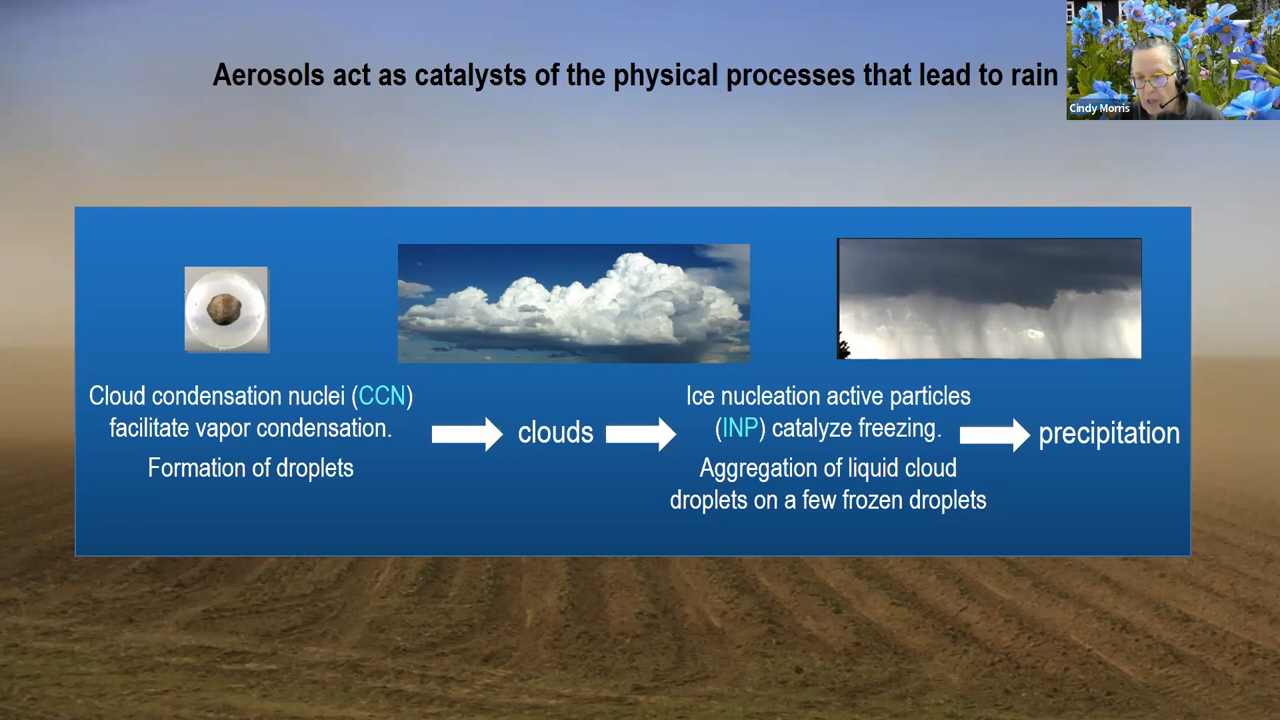 Aerosols act as catalysts of the physical processes that lead to rain
Cindy Morris
Cloud condensation nuclei (CCN)
facilitate vapor condensation.
Formation of droplets
clouds
Ice nucleation active particles
(INP) catalyze freezing.
Aggregation of liquid cloud
droplets on a few frozen droplets
precipitation